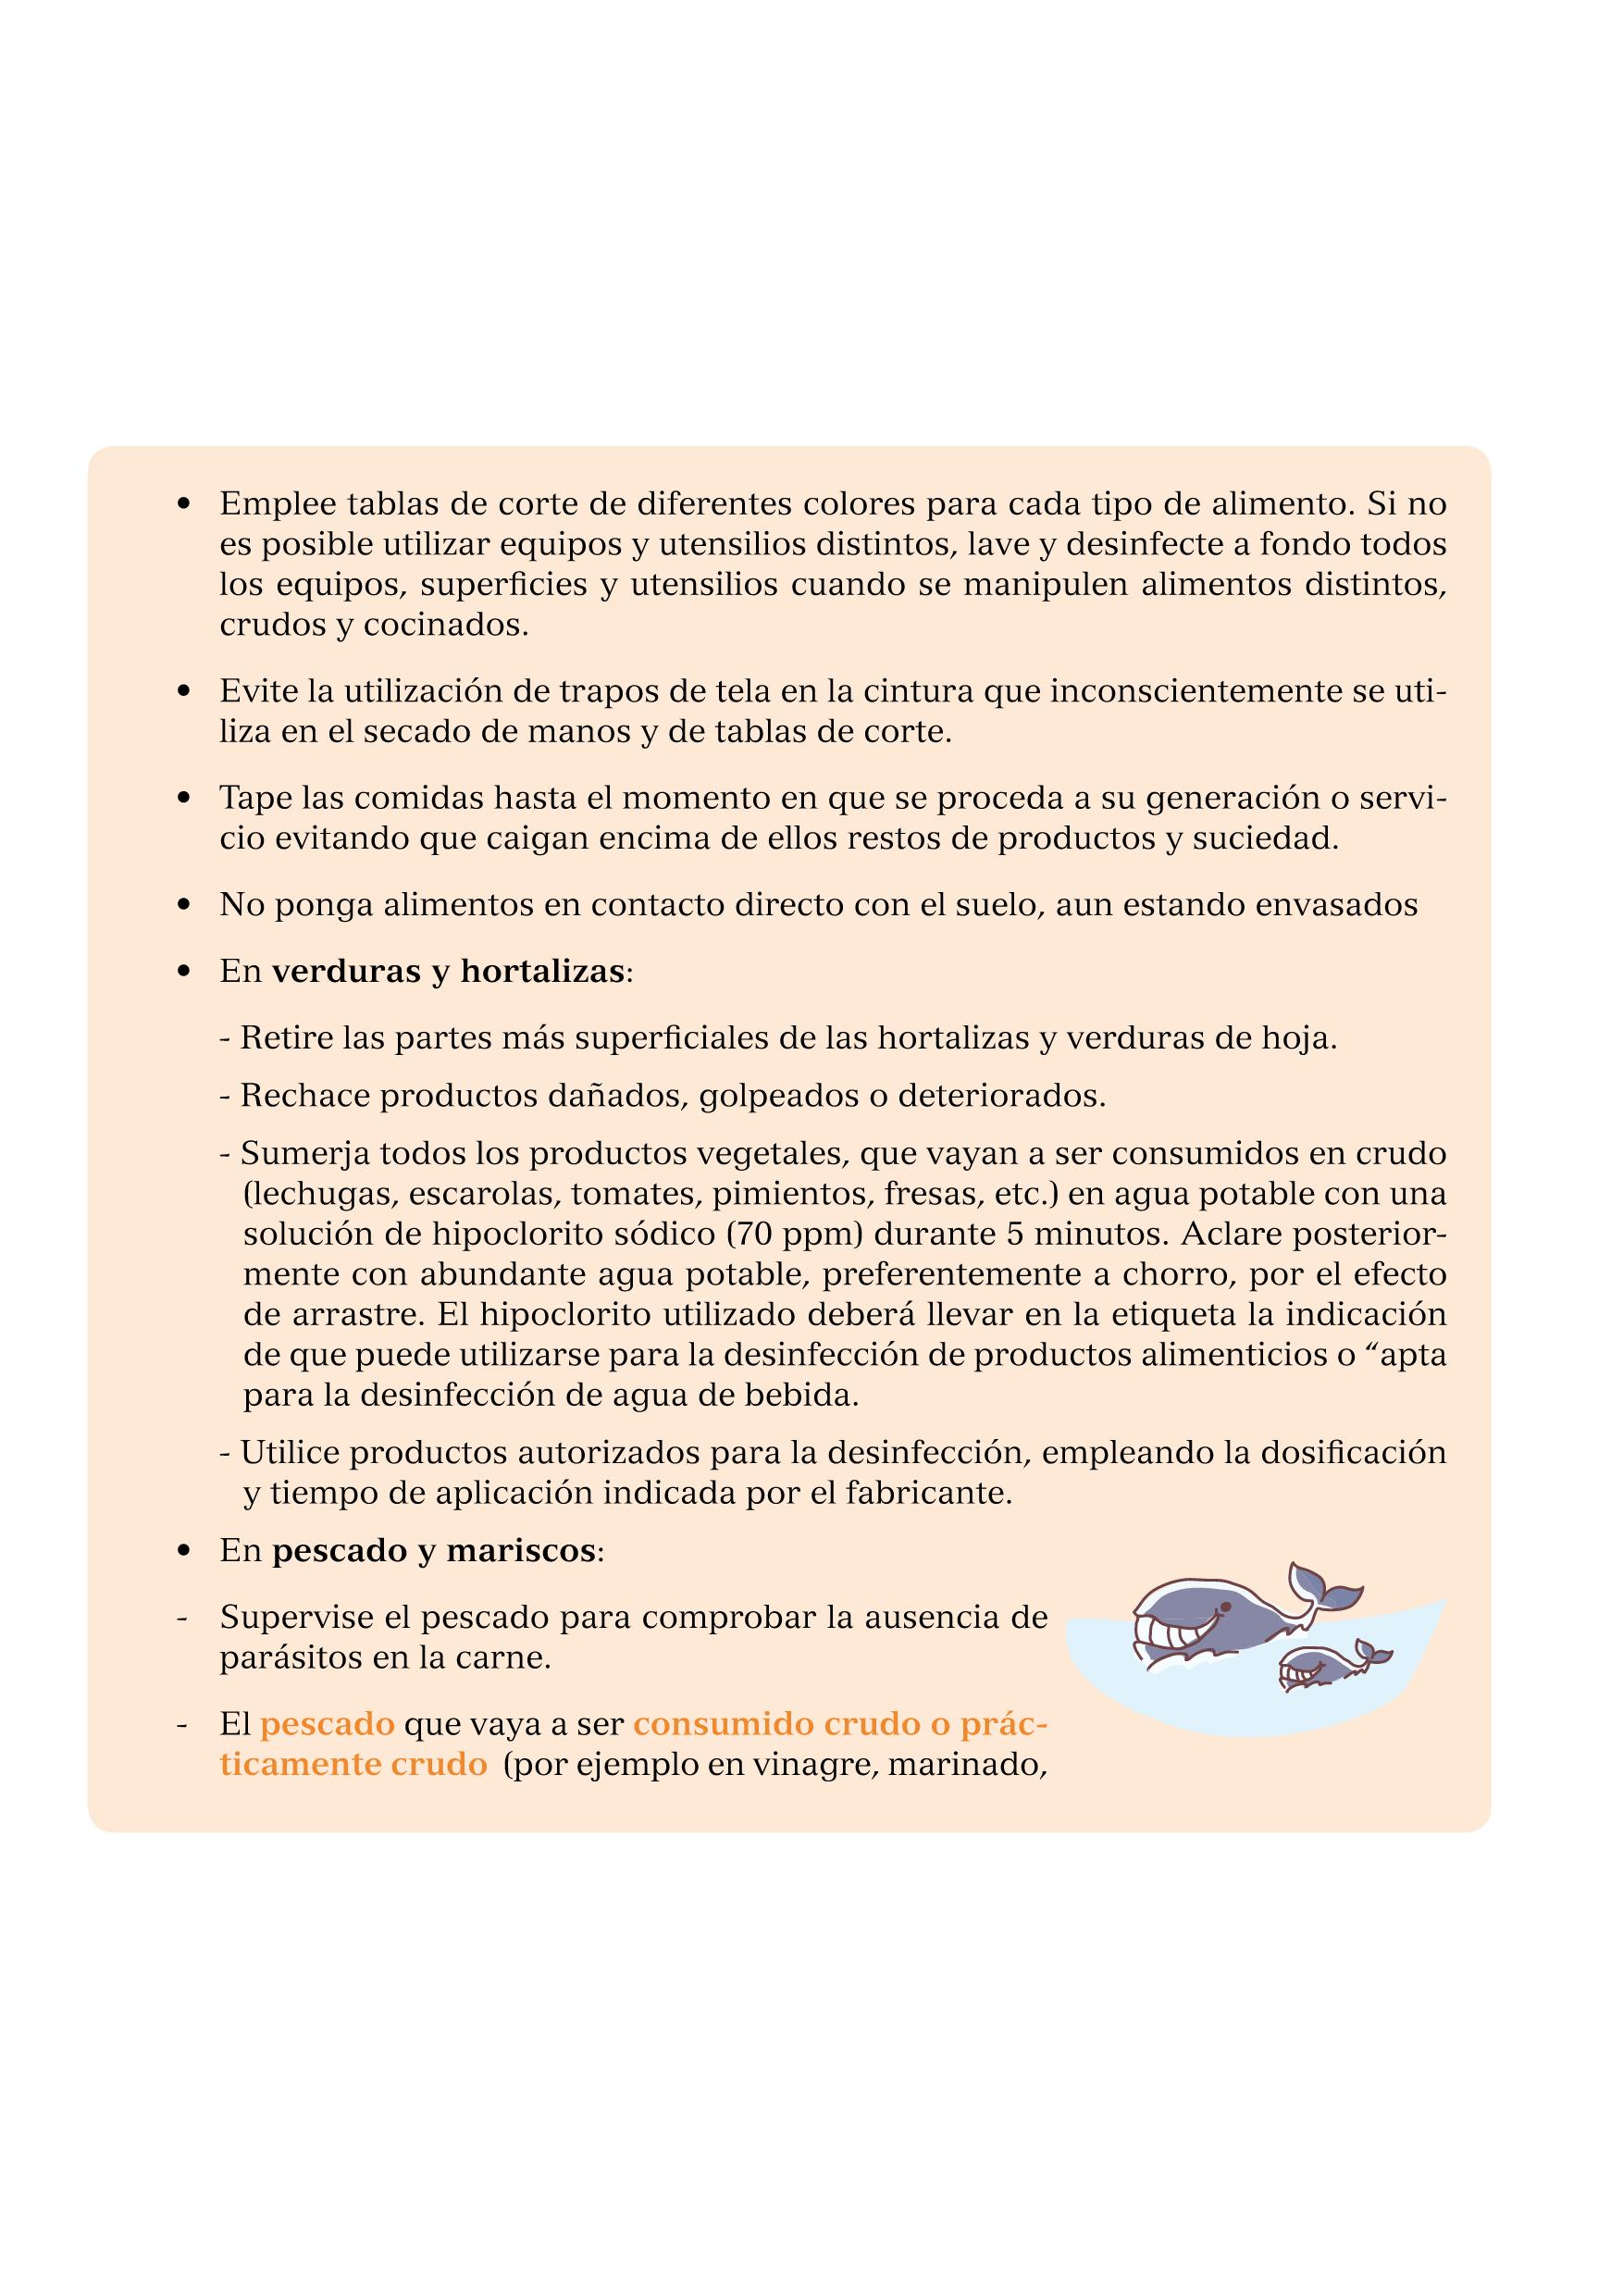 • Emplee tablas de corte de diferentes colores para cada tipo de alimento. Si no
es posible utilizar equipos y utensilios distintos, lave y desinfecte a fondo todos
los equipos, superficies y utensilios cuando se manipulen alimentos distintos,
crudos y cocinados.
• Evite la utilización de trapos de tela en la cintura que inconscientemente se uti-
liza en el secado de manos y de tablas de corte.
• Tape las comidas hasta el momento en que se proceda a su generación o servi-
cio evitando que caigan encima de ellos restos de productos y suciedad.
• No ponga alimentos en contacto directo con el suelo, aun estando envasados
• En verduras y hortalizas:
- Retire las partes más superficiales de las hortalizas y verduras de hoja.
- Rechace productos dañados, golpeados o deteriorados.
- Sumerja todos los productos vegetales, que vayan a ser consumidos en crudo
(lechugas, escarolas, tomates, pimientos, fresas, etc.) en agua potable con una
solución de hipoclorito sódico (70 ppm) durante 5 minutos. Aclare posterior-
mente con abundante agua potable, preferentemente a chorro, por el efecto
de arrastre. El hipoclorito utilizado deberá llevar en la etiqueta la indicación
de que puede utilizarse para la desinfección de productos alimenticios o “apta
para la desinfección de agua de bebida.
- Utilice productos autorizados para la desinfección, empleando la dosificación
y tiempo de aplicación indicada por el fabricante.
• En pescado y mariscos:
- Supervise el pescado para comprobar la ausencia de
parásitos en la carne.
- El pescado que vaya a ser consumido crudo o prác-
ticamente crudo (por ejemplo en vinagre, marinado,